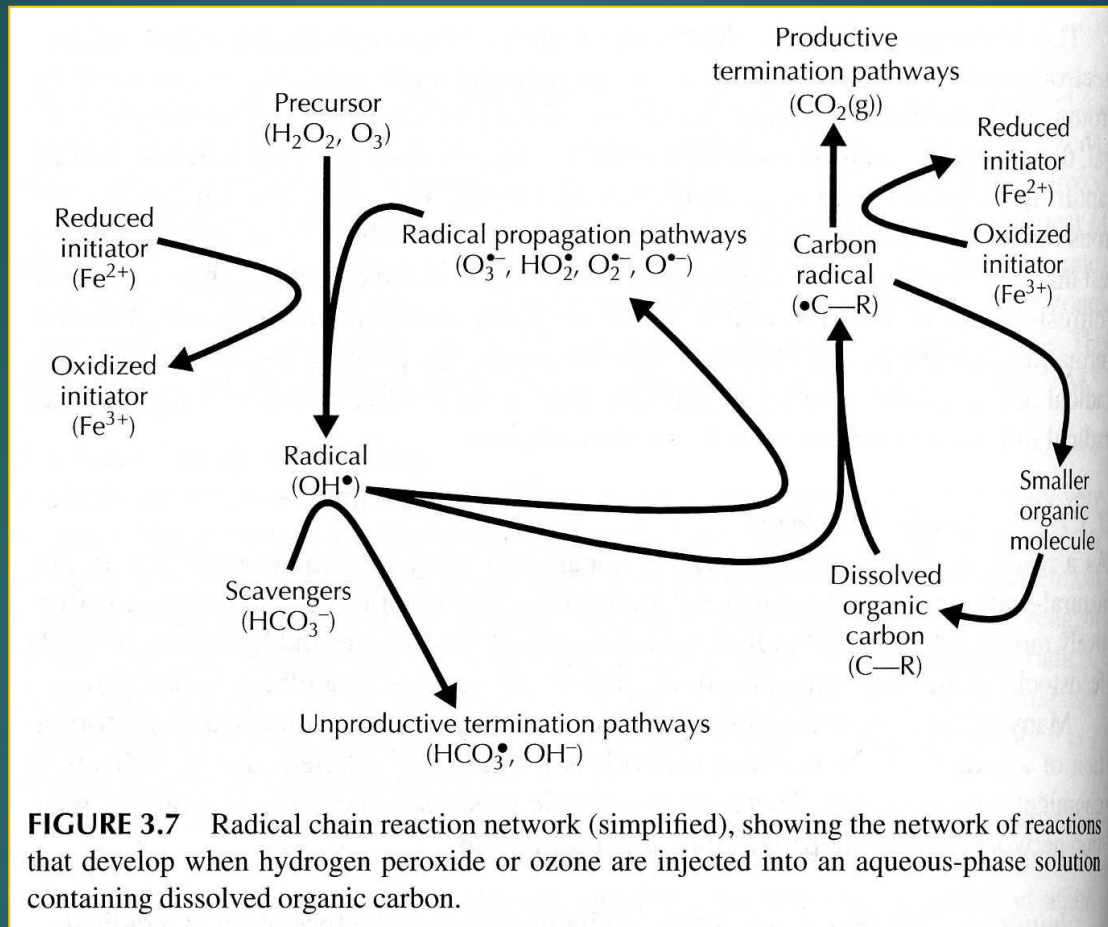 Productive
termination pathways
(CO₂(g))
Precursor
(H₂O₂, O₃)
Reduced
initiator
(Fe²⁺)
Reduced
initiator
(Fe²⁺)
Radical propagation pathways
(O₃•⁻, HO₂•, O₂•⁻, O•⁻)
Carbon
radical
(•C—R)
Oxidized
initiator
(Fe³⁺)
Oxidized
initiator
(Fe³⁺)
Radical
(OH•)
Smaller
organic
molecule
Scavengers
(HCO₃⁻)
Dissolved
organic
carbon
(C—R)
Unproductive termination pathways
(HCO₃•, OH⁻)
FIGURE 3.7 Radical chain reaction network (simplified), showing the network of reactions
that develop when hydrogen peroxide or ozone are injected into an aqueous-phase solution
containing dissolved organic carbon.